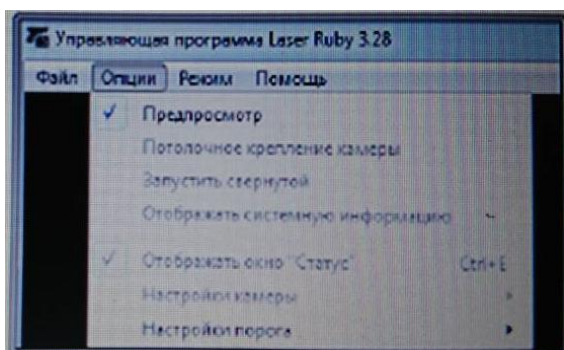 Управляющая программа Laser Ruby 3.28
Файл Опции Режим Помощь
✓ Предпросмотр
Потолочное крепление камеры
Запустить свернутой
Отображать системную информацию ~
✓ Отображать окно "Статус" Ctrl+E
Настройки камеры
Настройки порога